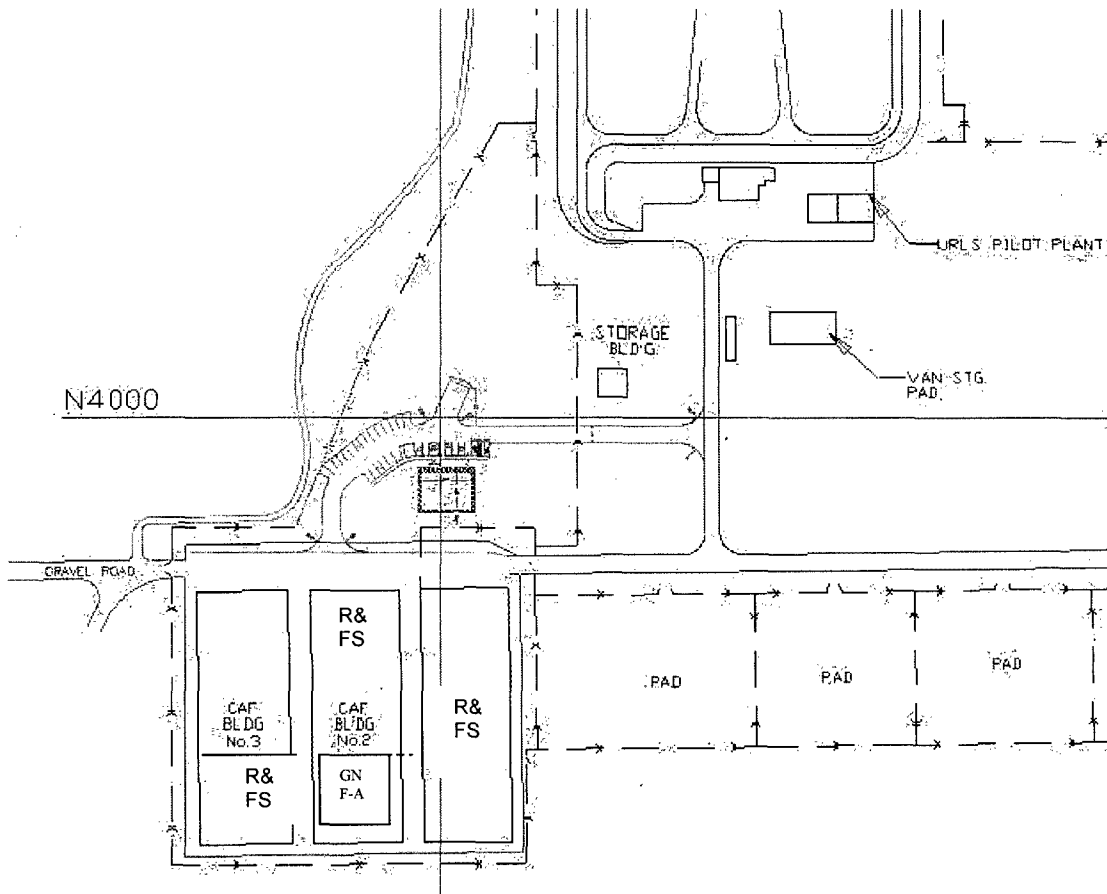 URLS PILOT PLANT
STORAGE
BLDG.
VAN STG.
PAD
N4000
GRAVEL ROAD
R&
FS
CAF
BLDG
No.3
R&
FS
CAF
BLDG
No.2
GN
F-A
R&
FS
PAD
PAD
PAD